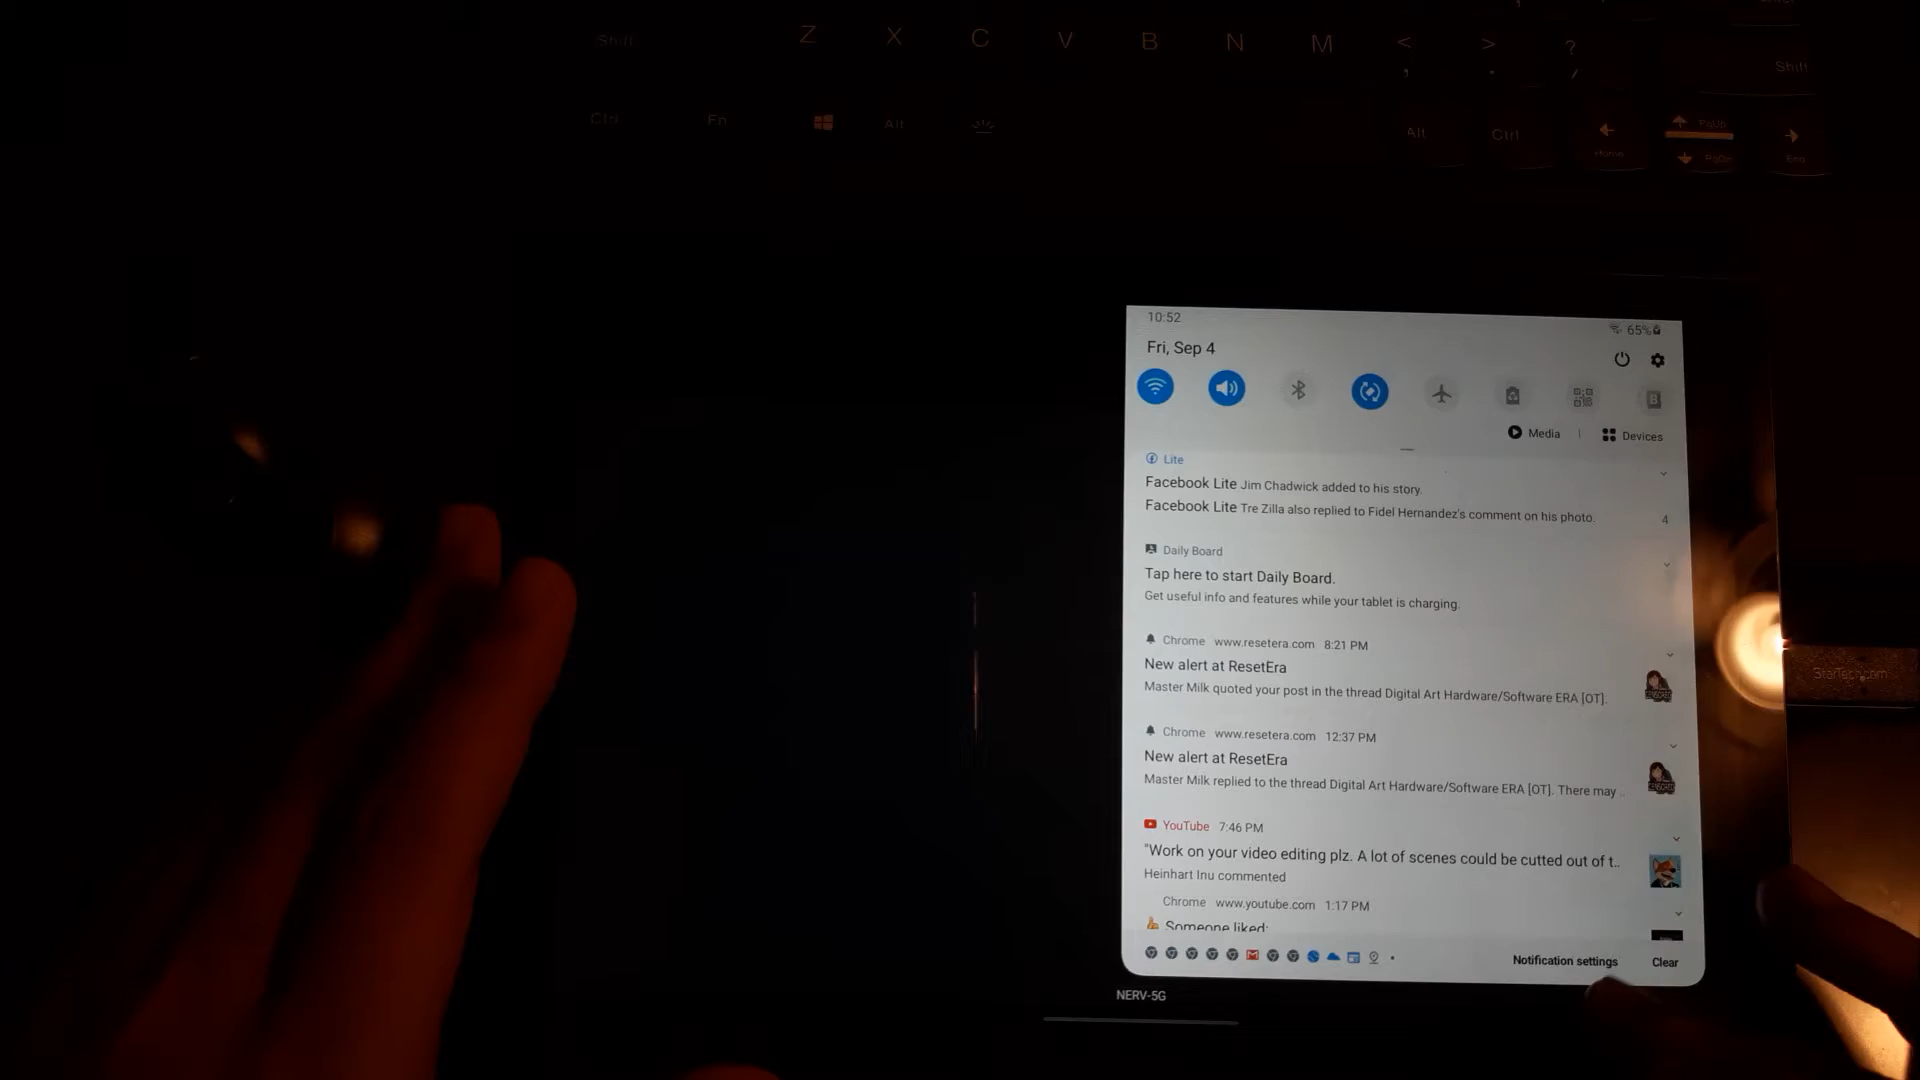 Shift Z X C V B N M < > ?
, . /
Shift
Ctrl Fn Alt Alt Ctrl
PgUp
Home PgDn End
10:52
65%
Fri, Sep 4
Media | Devices
Lite
Facebook Lite Jim Chadwick added to his story.
Facebook Lite Tre Zilla also replied to Fidel Hernandez's comment on his photo.
4
Daily Board
Tap here to start Daily Board.
Get useful info and features while your tablet is charging.
Chrome www.resetera.com 8:21 PM
New alert at ResetEra
Master Milk quoted your post in the thread Digital Art Hardware/Software ERA [OT].
Chrome www.resetera.com 12:37 PM
New alert at ResetEra
Master Milk replied to the thread Digital Art Hardware/Software ERA [OT]. There may ..
YouTube 7:46 PM
"Work on your video editing plz. A lot of scenes could be cutted out of t..
Heinhart Inu commented
Chrome www.youtube.com 1:17 PM
Someone liked:
Notification settings Clear
NERV-5G
StarTech.com